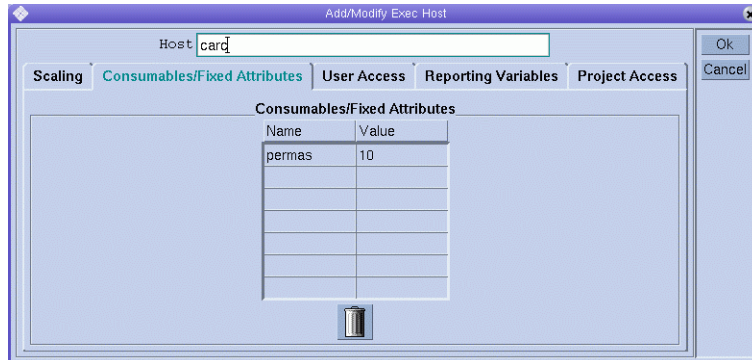 Add/Modify Exec Host
Host carc
Ok
Cancel
Scaling Consumables/Fixed Attributes User Access Reporting Variables Project Access
Consumables/Fixed Attributes
Name Value
permas 10